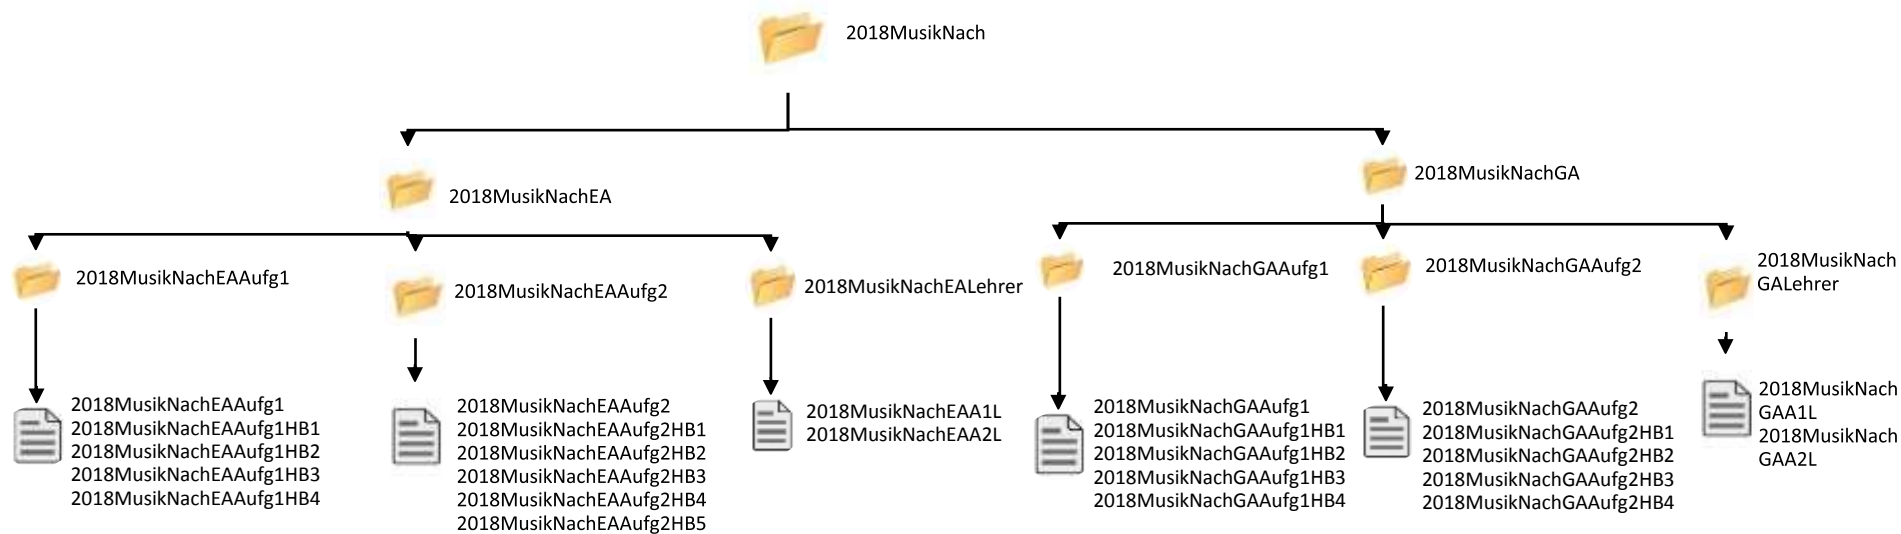 2018MusikNach
2018MusikNachEA
2018MusikNachGA
2018MusikNachEAAufg1
2018MusikNachEAAufg2
2018MusikNachEALehrer
2018MusikNachGAAufg1
2018MusikNachGAAufg2
2018MusikNach
GALehrer
2018MusikNachEAAufg1
2018MusikNachEAAufg1HB1
2018MusikNachEAAufg1HB2
2018MusikNachEAAufg1HB3
2018MusikNachEAAufg1HB4
2018MusikNachEAAufg2
2018MusikNachEAAufg2HB1
2018MusikNachEAAufg2HB2
2018MusikNachEAAufg2HB3
2018MusikNachEAAufg2HB4
2018MusikNachEAAufg2HB5
2018MusikNachEAA1L
2018MusikNachEAA2L
2018MusikNachGAAufg1
2018MusikNachGAAufg1HB1
2018MusikNachGAAufg1HB2
2018MusikNachGAAufg1HB3
2018MusikNachGAAufg1HB4
2018MusikNachGAAufg2
2018MusikNachGAAufg2HB1
2018MusikNachGAAufg2HB2
2018MusikNachGAAufg2HB3
2018MusikNachGAAufg2HB4
2018MusikNach
GAA1L
2018MusikNach
GAA2L